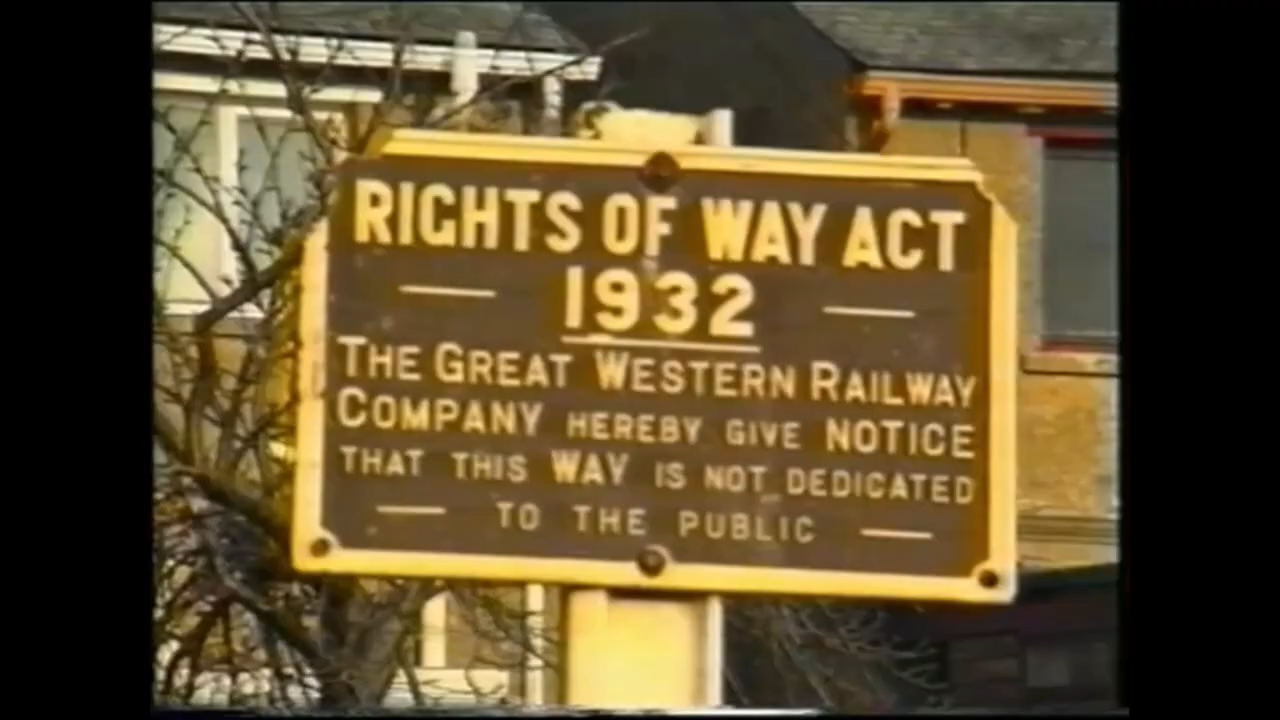 RIGHTS OF WAY ACT
1932
THE GREAT WESTERN RAILWAY
COMPANY HEREBY GIVE NOTICE
THAT THIS WAY IS NOT DEDICATED
TO THE PUBLIC